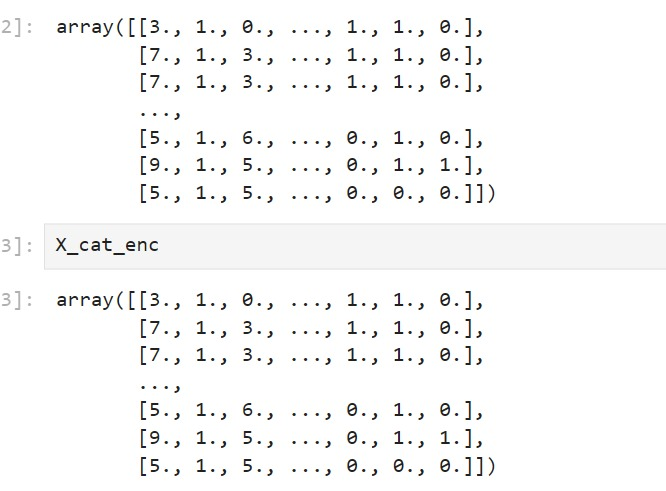 2]: array([[3., 1., 0., ..., 1., 1., 0.],
[7., 1., 3., ..., 1., 1., 0.],
[7., 1., 3., ..., 1., 1., 0.],
...,
[5., 1., 6., ..., 0., 1., 0.],
[9., 1., 5., ..., 0., 1., 1.],
[5., 1., 5., ..., 0., 0., 0.]])
3]: X_cat_enc
3]: array([[3., 1., 0., ..., 1., 1., 0.],
[7., 1., 3., ..., 1., 1., 0.],
[7., 1., 3., ..., 1., 1., 0.],
...,
[5., 1., 6., ..., 0., 1., 0.],
[9., 1., 5., ..., 0., 1., 1.],
[5., 1., 5., ..., 0., 0., 0.]])